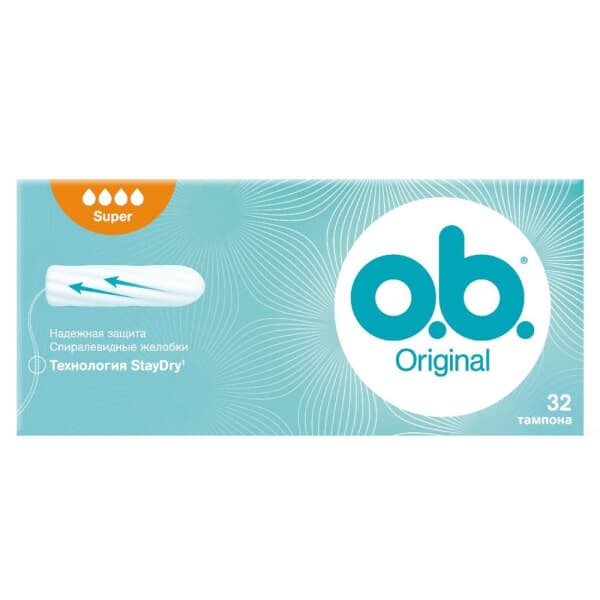 Super
Надежная защита
Спиралевидные желобки
Технология StayDry¹
o.b.®
Original
32
тампона